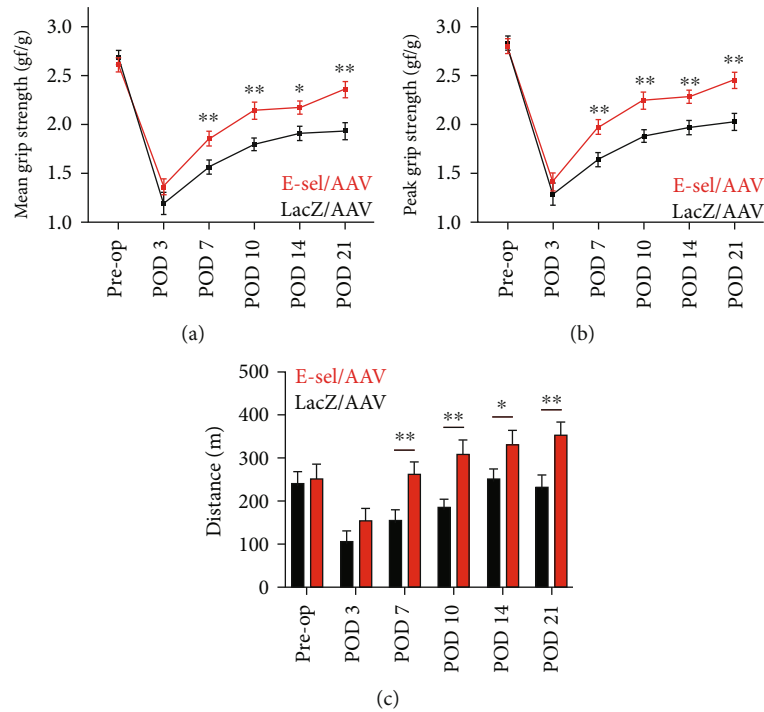 Mean grip strength (gf/g)
3.0
2.5
2.0
1.5
1.0
**
**
*
**
E-sel/AAV
LacZ/AAV
Pre-op
POD 3
POD 7
POD 10
POD 14
POD 21
(a)
Peak grip strength (gf/g)
3.0
2.5
2.0
1.5
1.0
**
**
**
**
E-sel/AAV
LacZ/AAV
Pre-op
POD 3
POD 7
POD 10
POD 14
POD 21
(b)
Distance (m)
500
400
300
200
100
0
E-sel/AAV
LacZ/AAV
**
**
*
**
Pre-op
POD 3
POD 7
POD 10
POD 14
POD 21
(c)